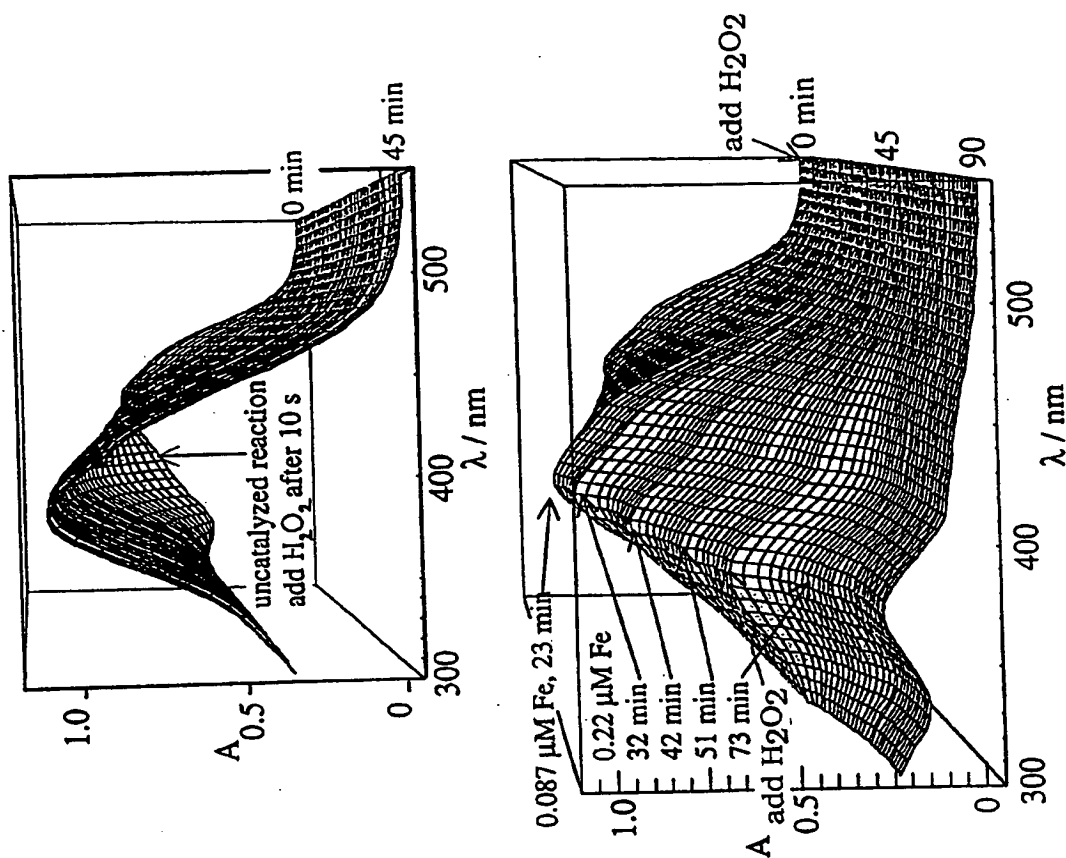 1.0
A 0.5
0
300
400
500
λ / nm
0 min
45 min
uncatalyzed reaction
add H₂O₂ after 10 s
0.087 μM Fe, 23 min
0.22 μM Fe
32 min
42 min
51 min
73 min
add H2O2
1.0
A 0.5
0
300
400
500
λ / nm
add H2O2
0 min
45
90